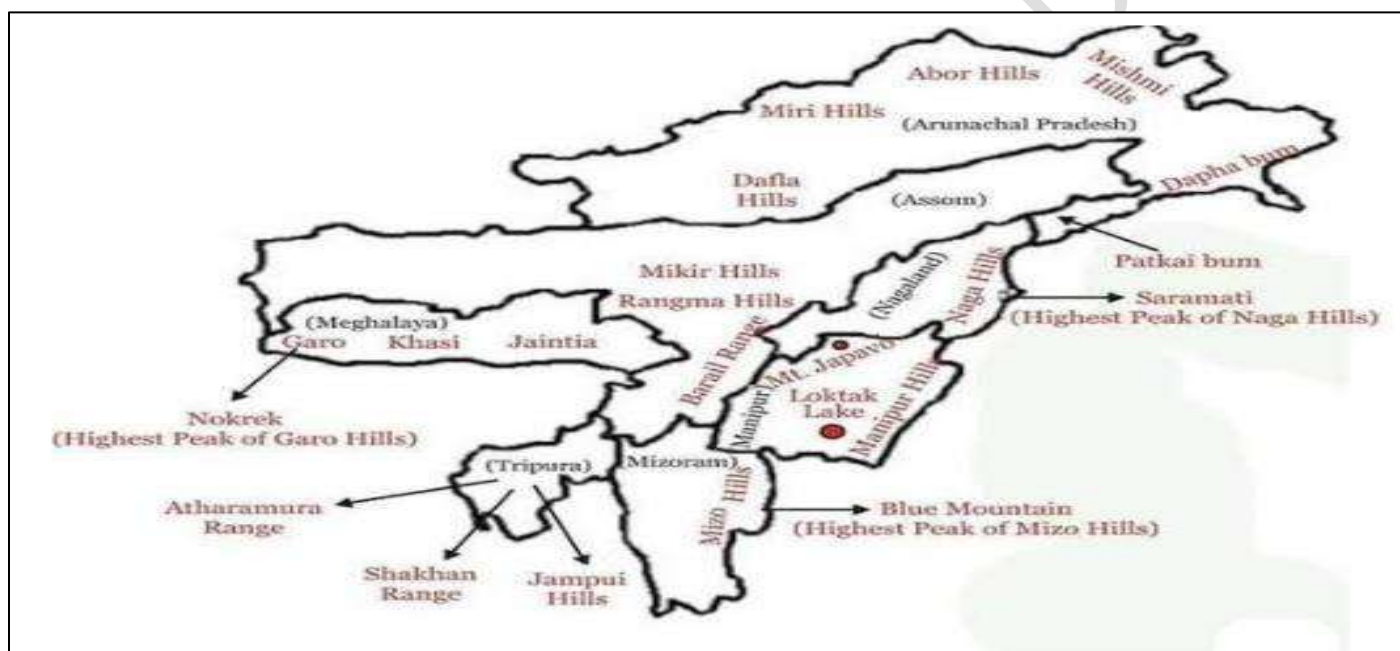 Abor Hills
Mishmi
Hills
Miri Hills
(Arunachal Pradesh)
Dafla
Hills
(Assom)
Dapha bum
Mikir Hills
Rangma Hills
(Nagaland)
Naga Hills
Patkai bum
Saramati
(Highest Peak of Naga Hills)
(Meghalaya)
Garo Khasi Jaintia
Barail Range
Mt. Japavo
Loktak
Lake
(Manipur)
Manipur Hills
Nokrek
(Highest Peak of Garo Hills)
(Tripura)
(Mizoram)
Mizo Hills
Atharamura
Range
Blue Mountain
(Highest Peak of Mizo Hills)
Shakhan
Range
Jampui
Hills